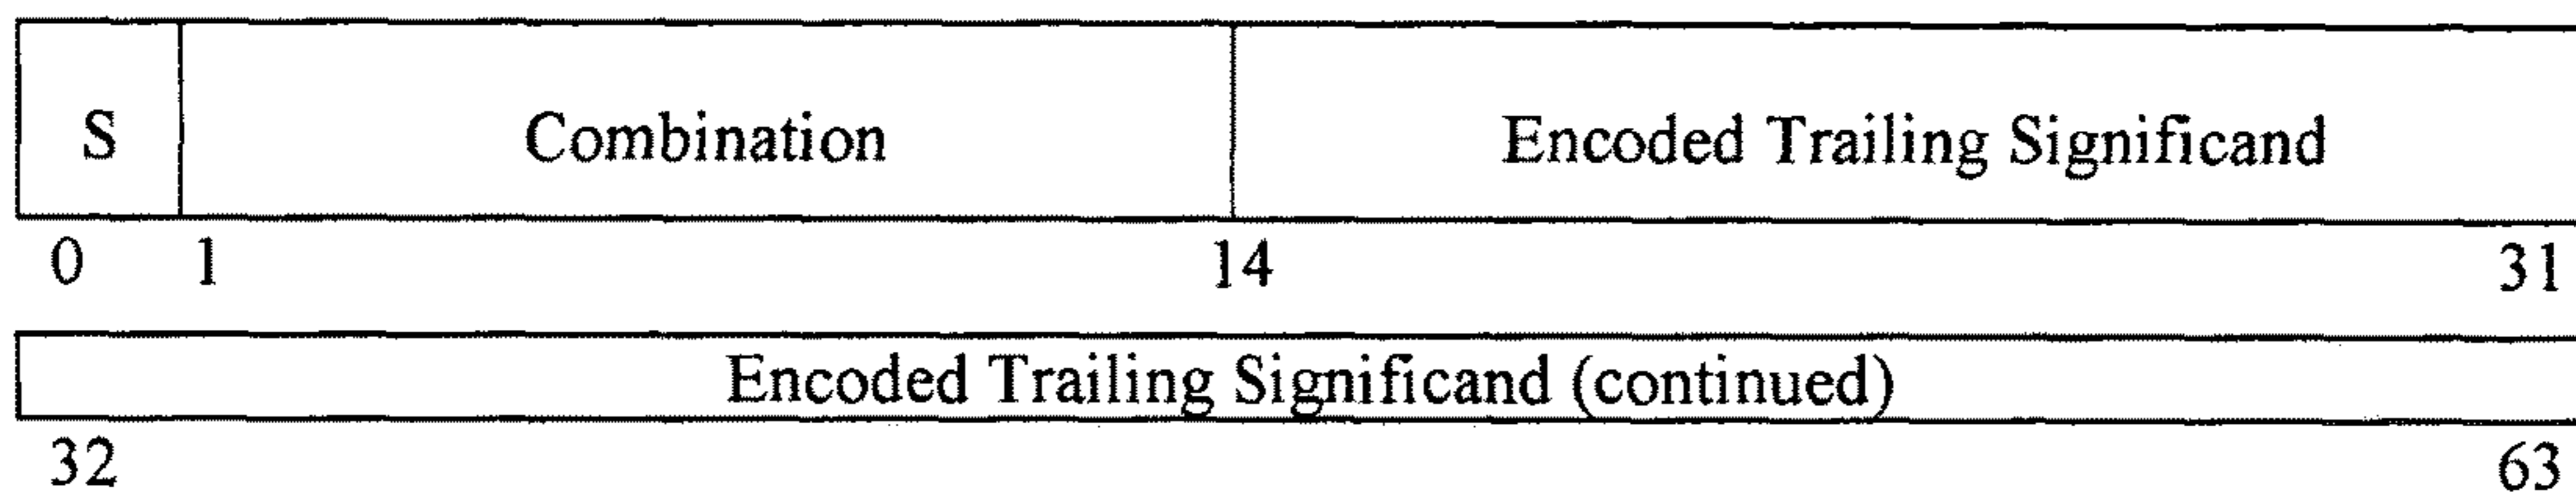 S Combination Encoded Trailing Significand
0 1 14 31
Encoded Trailing Significand (continued)
32 63